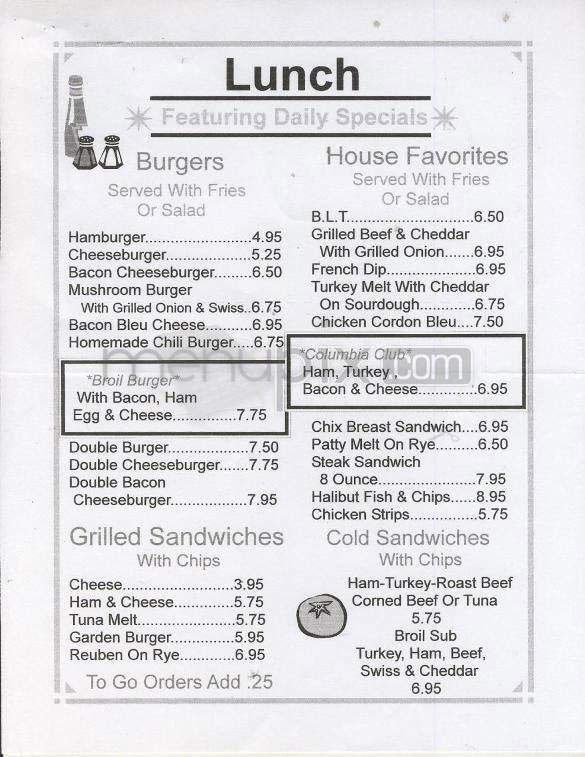 Lunch
Featuring Daily Specials
Burgers
Served With Fries
Or Salad
Hamburger..........................4.95
Cheeseburger.....................5.25
Bacon Cheeseburger.........6.50
Mushroom Burger
With Grilled Onion & Swiss..6.75
Bacon Bleu Cheese...........6.95
Homemade Chili Burger.....6.75
*Broil Burger*
With Bacon, Ham
Egg & Cheese...............7.75
Double Burger....................7.50
Double Cheeseburger.......7.75
Double Bacon
Cheeseburger..................7.95
Grilled Sandwiches
With Chips
Cheese...........................3.95
Ham & Cheese...............5.75
Tuna Melt........................5.75
Garden Burger...............5.95
Reuben On Rye.............6.95
To Go Orders Add .25
House Favorites
Served With Fries
Or Salad
B.L.T...............................6.50
Grilled Beef & Cheddar
With Grilled Onion.......6.95
French Dip.....................6.95
Turkey Melt With Cheddar
On Sourdough.............6.75
Chicken Cordon Bleu....7.50
*Columbia Club*
Ham, Turkey ,
Bacon & Cheese..............6.95
Chix Breast Sandwich....6.95
Patty Melt On Rye..........6.50
Steak Sandwich
8 Ounce........................7.95
Halibut Fish & Chips......8.95
Chicken Strips................5.75
Cold Sandwiches
With Chips
Ham-Turkey-Roast Beef
Corned Beef Or Tuna
5.75
Broil Sub
Turkey, Ham, Beef,
Swiss & Cheddar
6.95
menupix.com